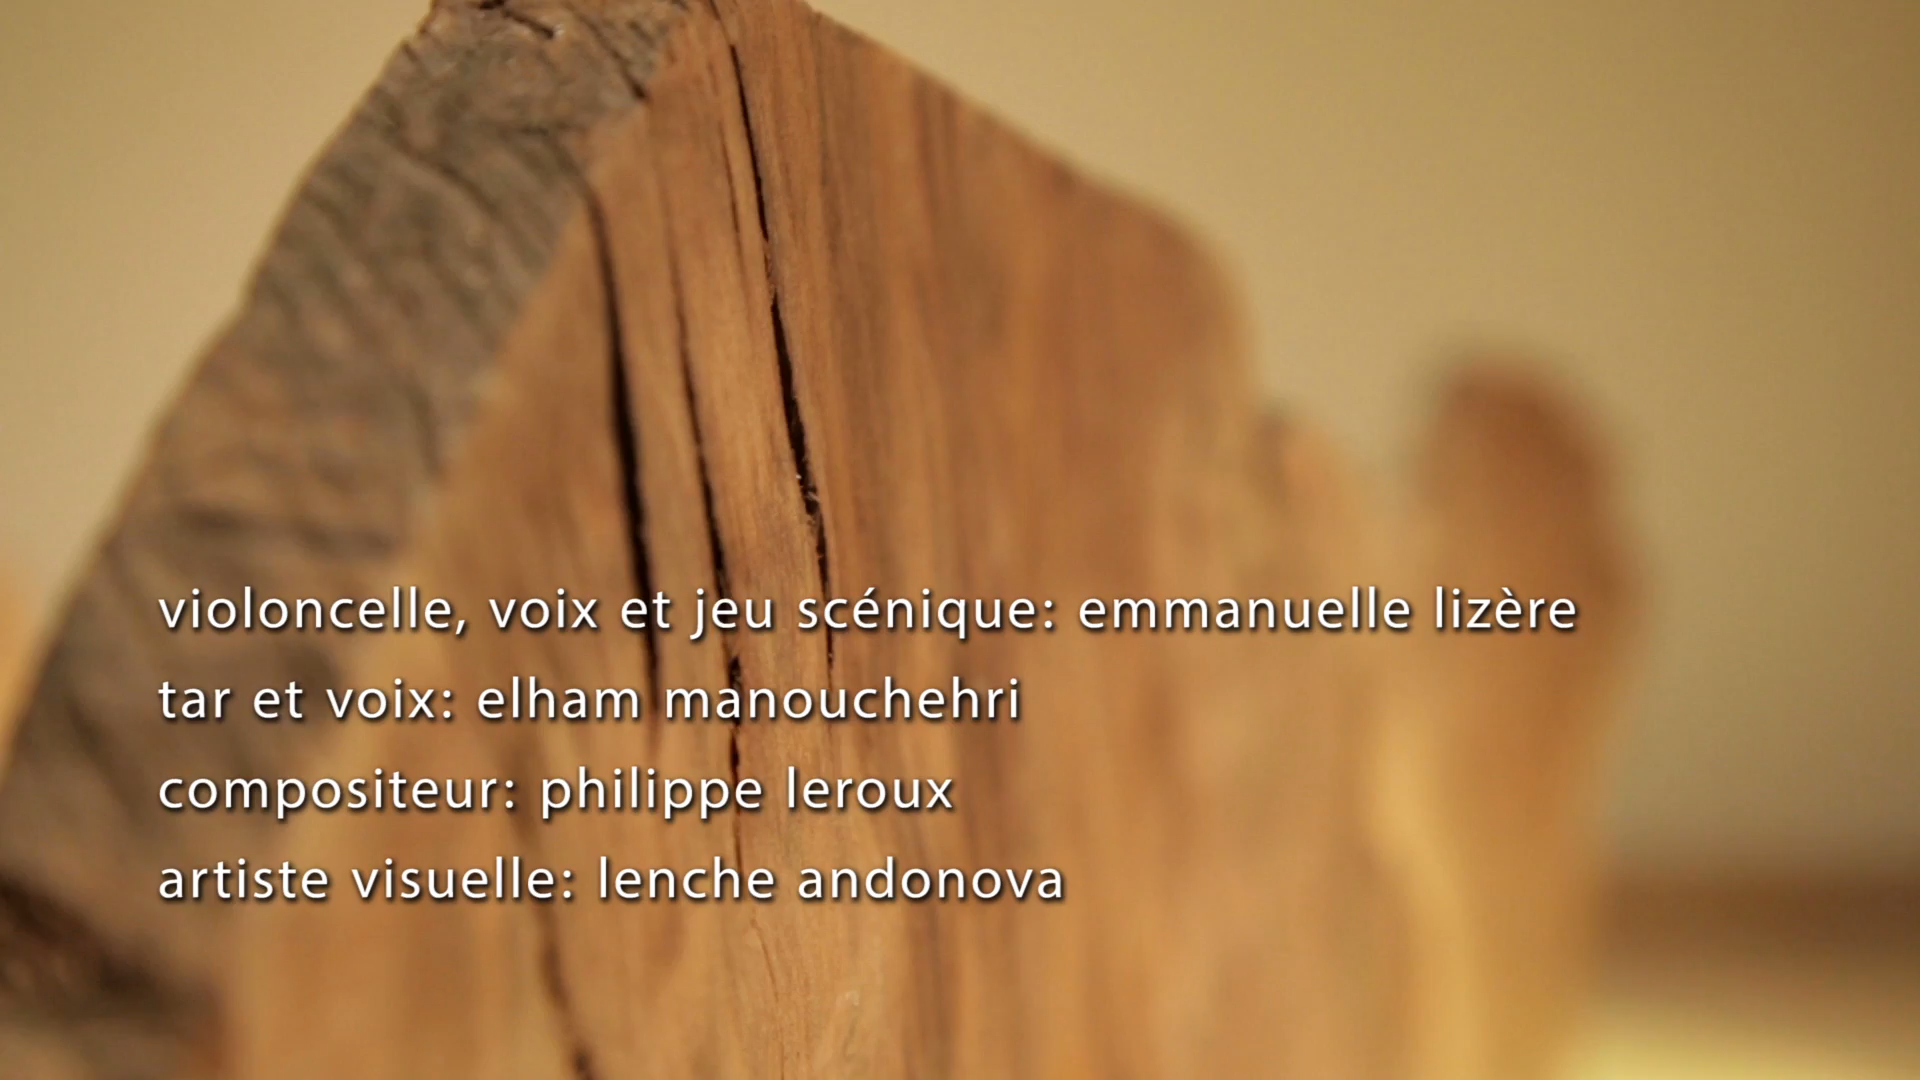 violoncelle, voix et jeu scénique: emmanuelle lizère
tar et voix: elham manouchehri
compositeur: philippe leroux
artiste visuelle: lenche andonova